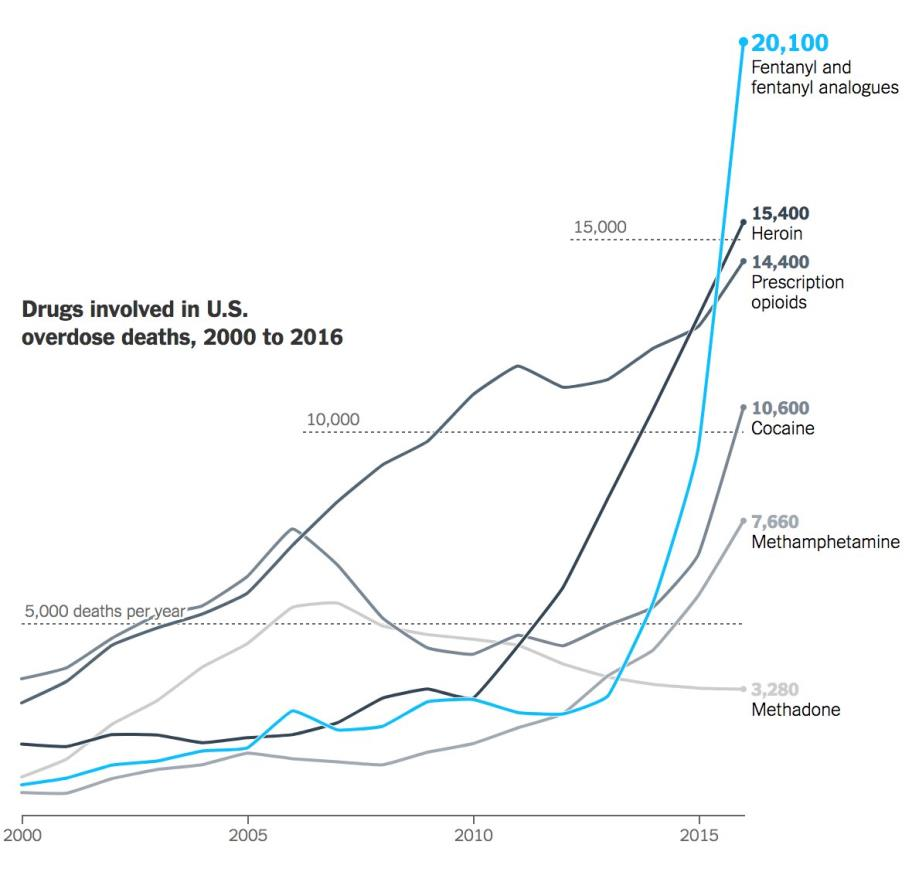 20,100
Fentanyl and
fentanyl analogues
15,400
Heroin
15,000
14,400
Prescription
opioids
Drugs involved in U.S.
overdose deaths, 2000 to 2016
10,600
Cocaine
10,000
7,660
Methamphetamine
5,000 deaths per year
3,280
Methadone
2000 2005 2010 2015